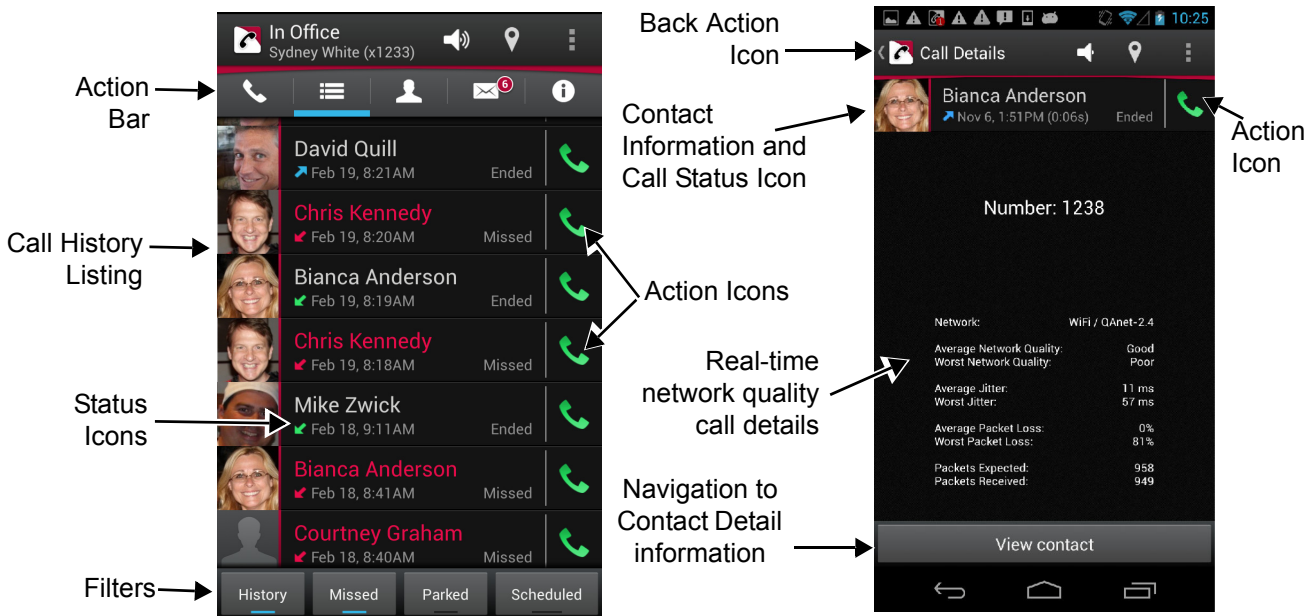 In Office
Sydney White (x1233)
6
Action
Bar
David Quill
Feb 19, 8:21AM Ended
Chris Kennedy
Feb 19, 8:20AM Missed
Call History
Listing
Bianca Anderson
Feb 19, 8:19AM Ended
Action Icons
Chris Kennedy
Feb 19, 8:18AM Missed
Status
Icons
Mike Zwick
Feb 18, 9:11AM Ended
Bianca Anderson
Feb 18, 8:41AM Missed
Courtney Graham
Feb 18, 8:40AM Missed
Filters
History Missed Parked Scheduled
Back Action
Icon
10:25
Call Details
Contact
Information and
Call Status Icon
Bianca Anderson
Nov 6, 1:51PM (0:06s) Ended
Action
Icon
Number: 1238
Real-time
network quality
call details
Network: WiFi / QAnet-2.4
Average Network Quality: Good
Worst Network Quality: Poor
Average Jitter: 11 ms
Worst Jitter: 57 ms
Average Packet Loss: 0%
Worst Packet Loss: 81%
Packets Expected: 958
Packets Received: 949
Navigation to
Contact Detail
information
View contact